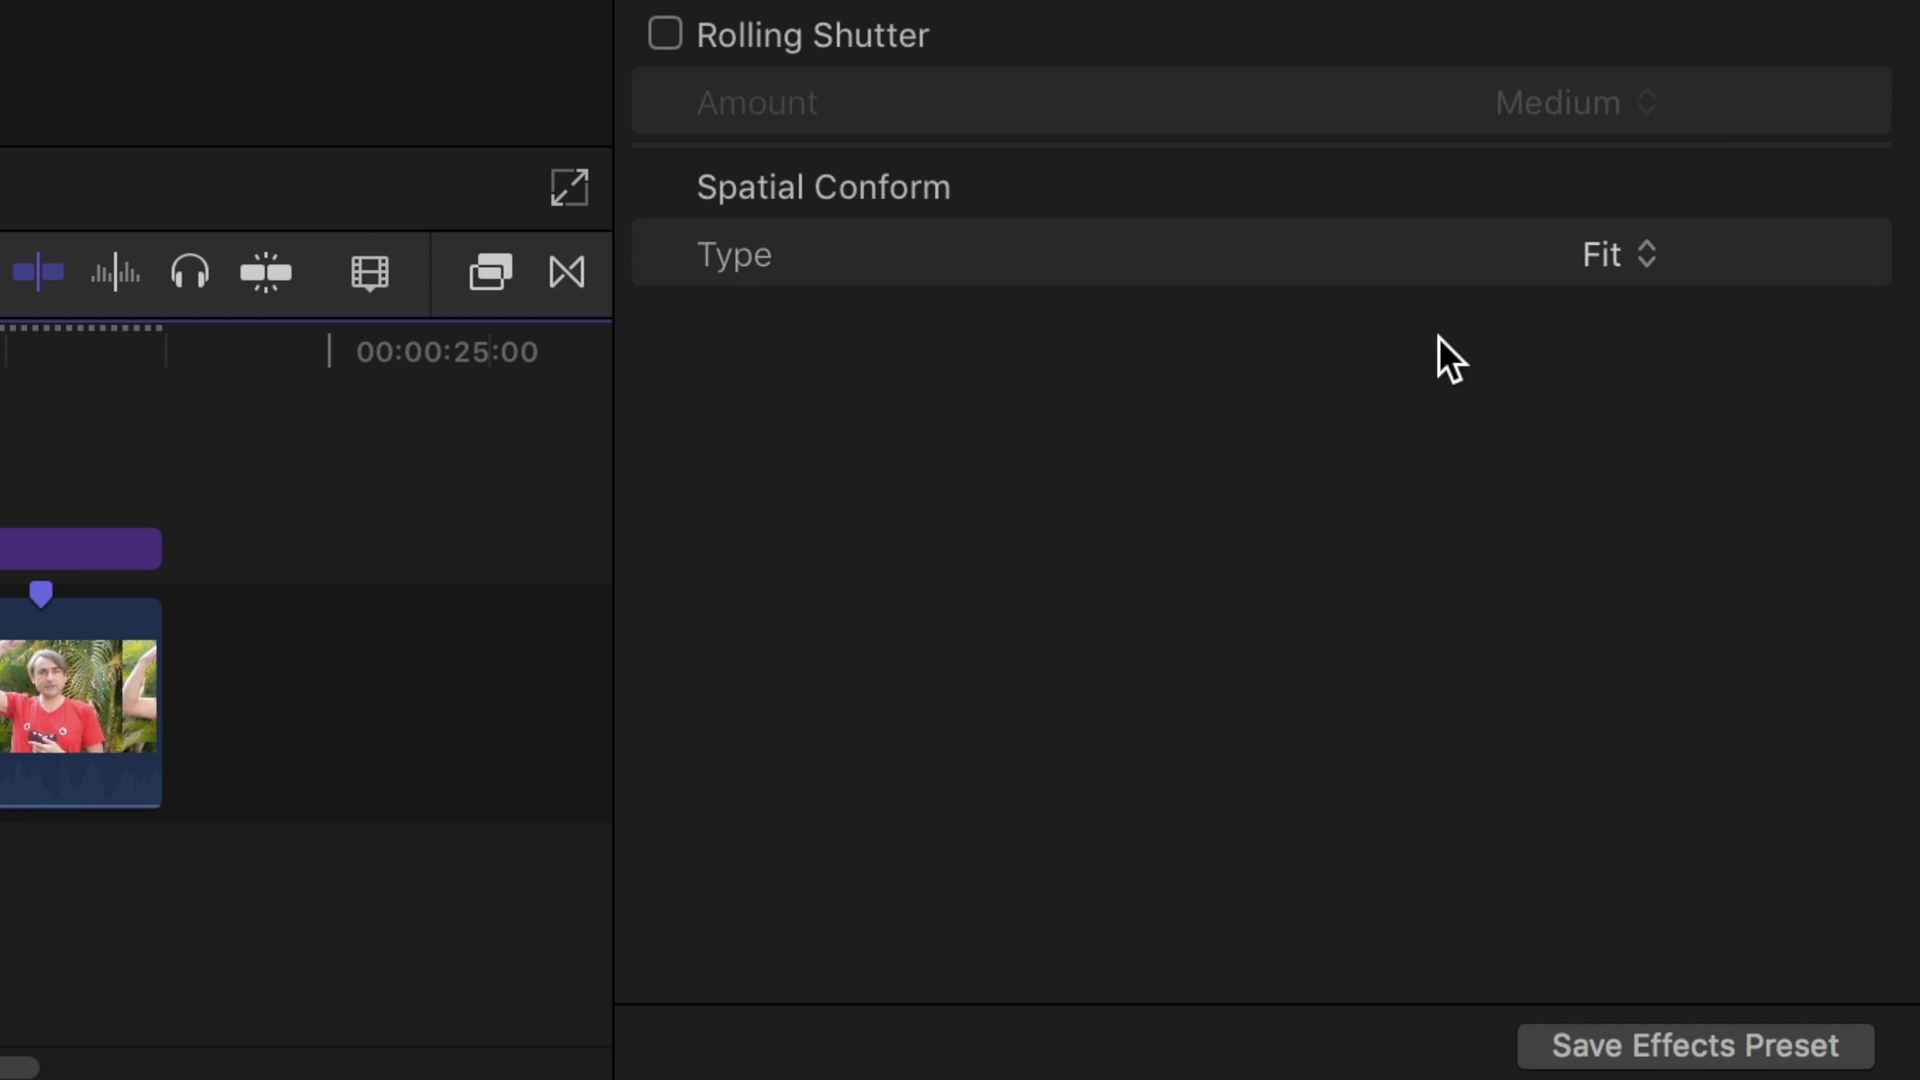 Rolling Shutter
Amount
Medium
Spatial Conform
Type
Fit
00:00:25:00
Save Effects Preset